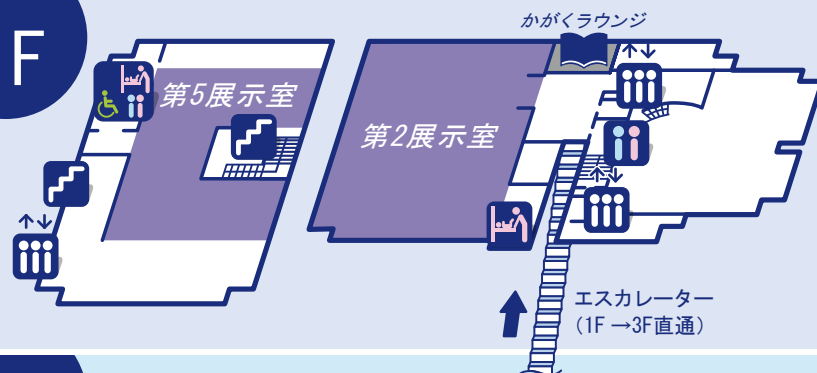 F
かがくラウンジ
第5展示室
第2展示室
エスカレーター
（1F →3F直通）